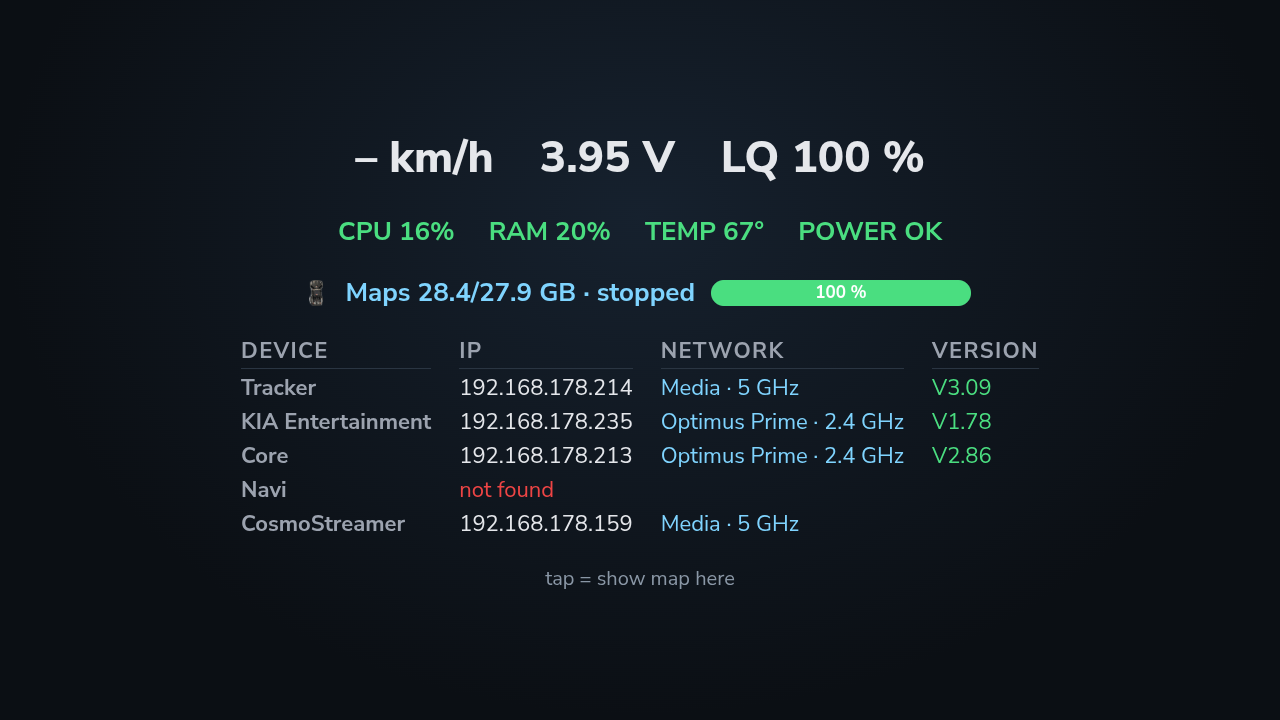 – km/h 3.95 V LQ 100 %
CPU 16% RAM 20% TEMP 67° POWER OK
Maps 28.4/27.9 GB · stopped 100 %
DEVICE IP NETWORK VERSION
Tracker 192.168.178.214 Media · 5 GHz V3.09
KIA Entertainment 192.168.178.235 Optimus Prime · 2.4 GHz V1.78
Core 192.168.178.213 Optimus Prime · 2.4 GHz V2.86
Navi not found
CosmoStreamer 192.168.178.159 Media · 5 GHz
tap = show map here